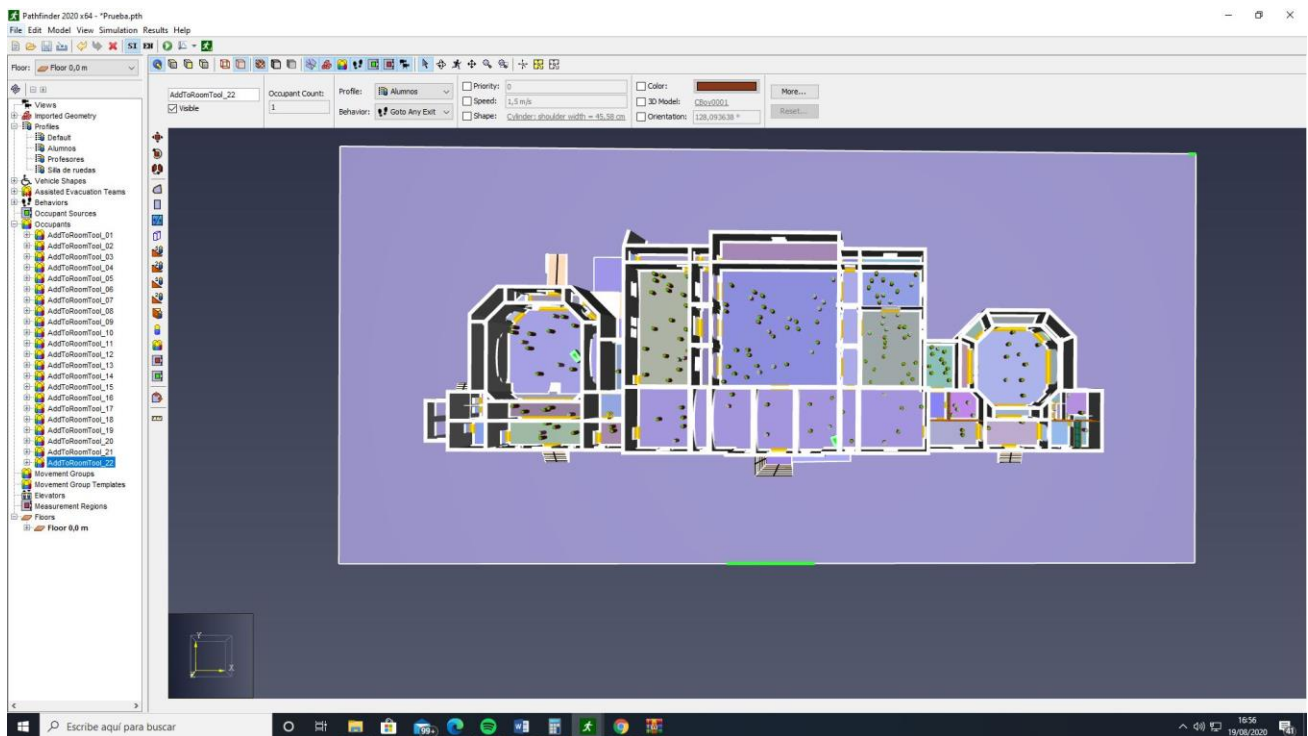 Pathfinder 2020 x64 - *Prueba.pth
File Edit Model View Simulation Results Help
SI EN
Floor: Floor 0,0 m
AddToRoomTool_22
Visible
Occupant Count:
1
Profile: Alumnos
Behavior: Goto Any Exit
Priority: 0
Speed: 1,5 m/s
Shape: Cylinder: shoulder width = 45,58 cm
Color:
3D Model: CBoy0001
Orientation: 128,093638 °
More...
Reset...
Views
Imported Geometry
Profiles
Default
Alumnos
Profesores
Silla de ruedas
Vehicle Shapes
Assisted Evacuation Teams
Behaviors
Occupant Sources
Occupants
AddToRoomTool_01
AddToRoomTool_02
AddToRoomTool_03
AddToRoomTool_04
AddToRoomTool_05
AddToRoomTool_06
AddToRoomTool_07
AddToRoomTool_08
AddToRoomTool_09
AddToRoomTool_10
AddToRoomTool_11
AddToRoomTool_12
AddToRoomTool_13
AddToRoomTool_14
AddToRoomTool_15
AddToRoomTool_16
AddToRoomTool_17
AddToRoomTool_18
AddToRoomTool_19
AddToRoomTool_20
AddToRoomTool_21
AddToRoomTool_22
Movement Groups
Movement Group Templates
Elevators
Measurement Regions
Floors
Floor 0,0 m
Y
X
Escribe aquí para buscar
99+
16:56
19/08/2020
41